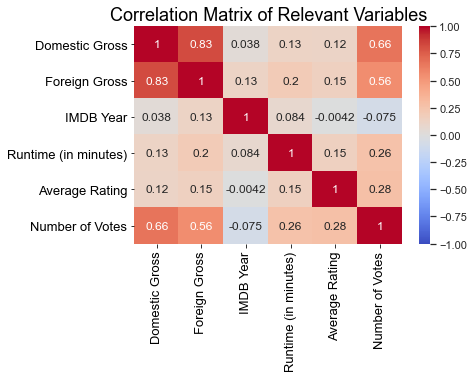 Correlation Matrix of Relevant Variables
Domestic Gross 1 0.83 0.038 0.13 0.12 0.66
Foreign Gross 0.83 1 0.13 0.2 0.15 0.56
IMDB Year 0.038 0.13 1 0.084 -0.0042 -0.075
Runtime (in minutes) 0.13 0.2 0.084 1 0.15 0.26
Average Rating 0.12 0.15 -0.0042 0.15 1 0.28
Number of Votes 0.66 0.56 -0.075 0.26 0.28 1
Domestic Gross
Foreign Gross
IMDB Year
Runtime (in minutes)
Average Rating
Number of Votes
1.00
0.75
0.50
0.25
0.00
−0.25
−0.50
−0.75
−1.00